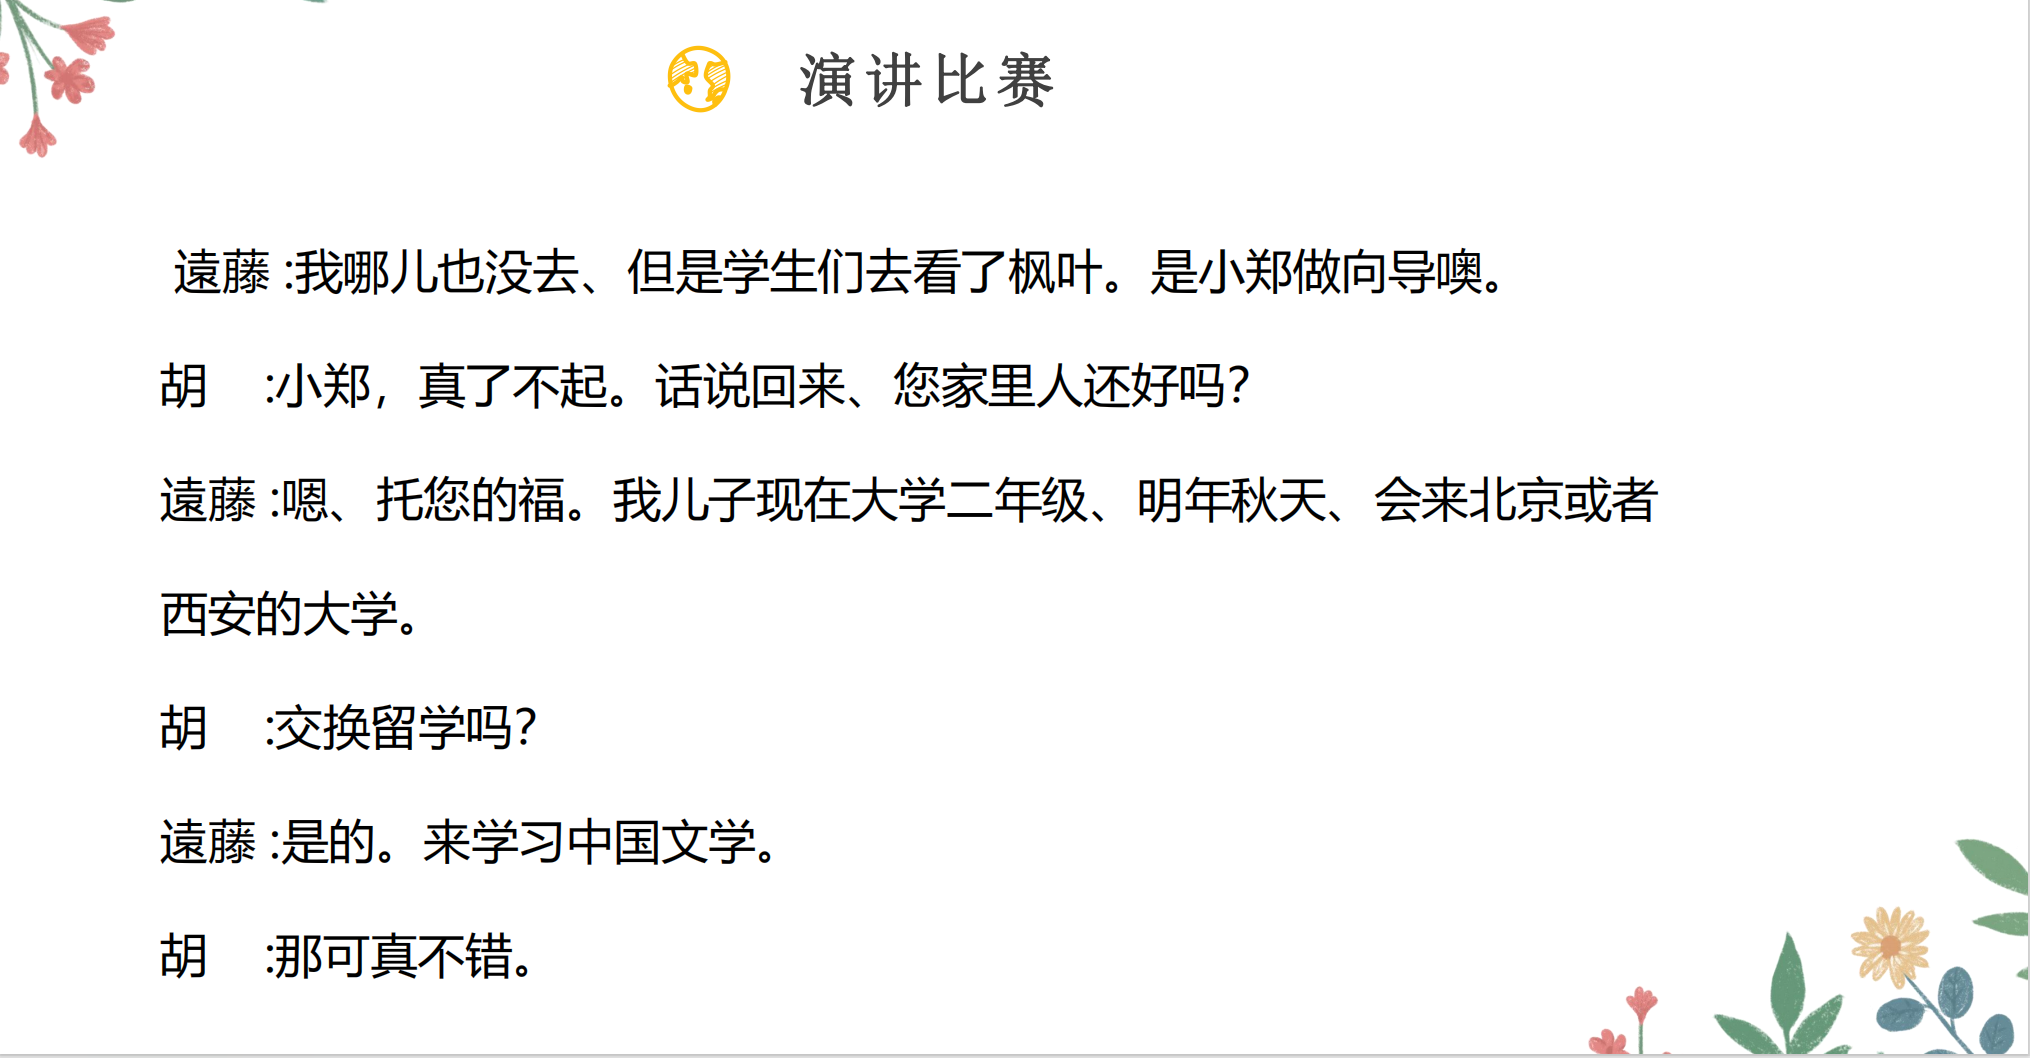 演讲比赛
遠藤 :我哪儿也没去、但是学生们去看了枫叶。是小郑做向导噢。
胡 :小郑，真了不起。话说回来、您家里人还好吗？
遠藤 :嗯、托您的福。我儿子现在大学二年级、明年秋天、会来北京或者
西安的大学。
胡 :交换留学吗？
遠藤 :是的。来学习中国文学。
胡 :那可真不错。